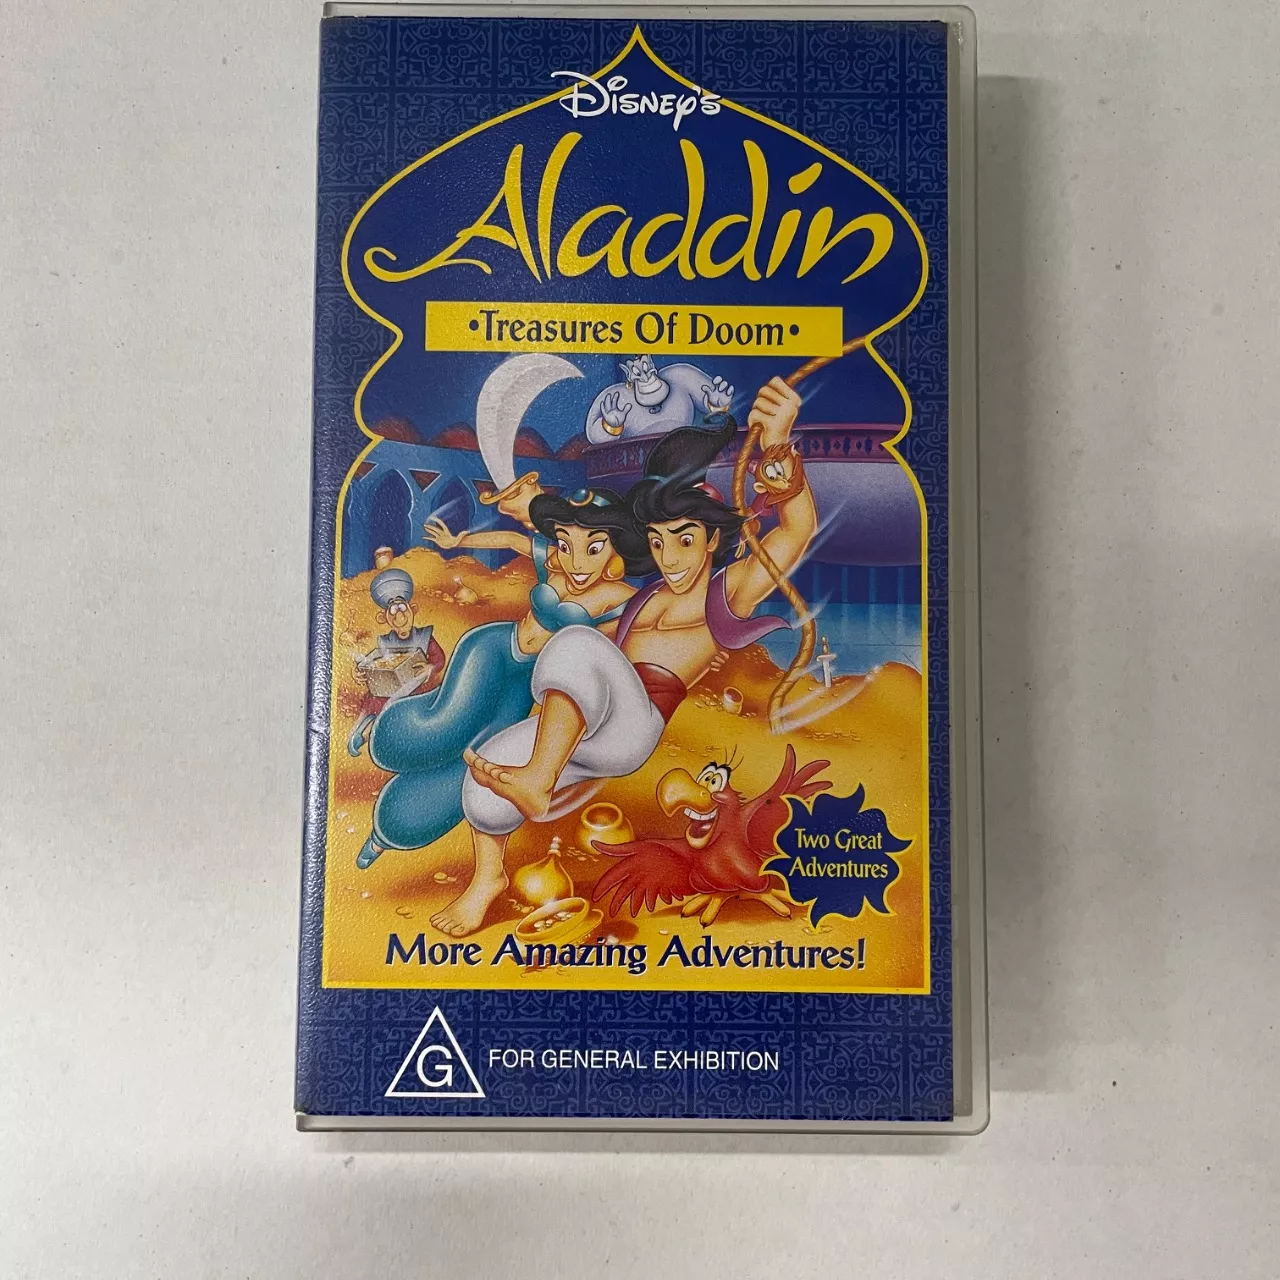 Disney's
Aladdin
•Treasures Of Doom•
Two Great
Adventures
More Amazing Adventures!
G FOR GENERAL EXHIBITION